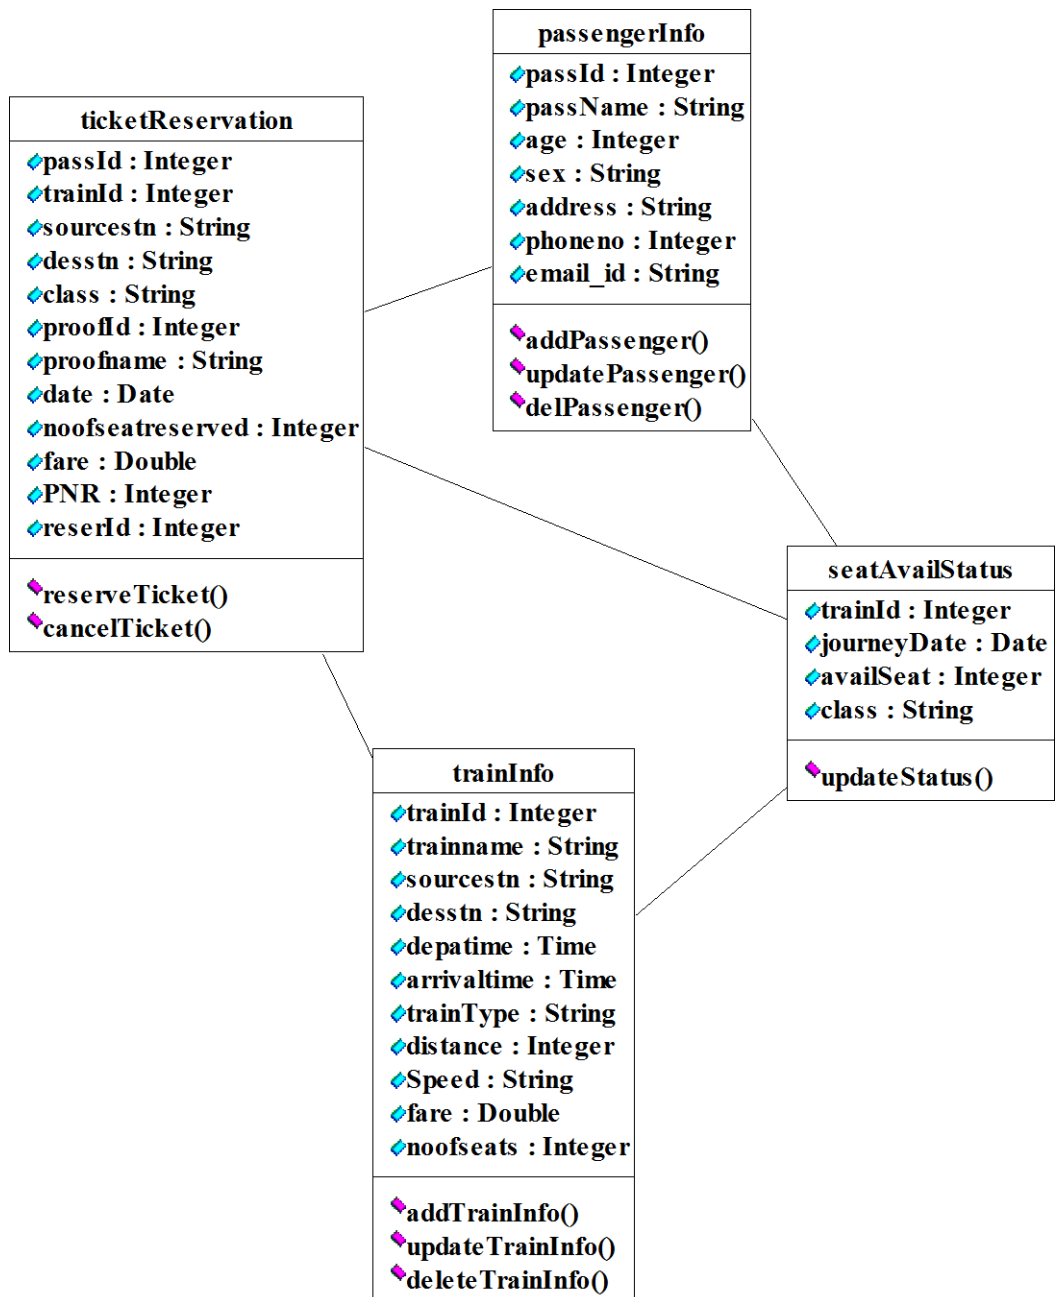 passengerInfo
passId : Integer
passName : String
age : Integer
sex : String
address : String
phoneno : Integer
email_id : String
addPassenger()
updatePassenger()
delPassenger()
ticketReservation
passId : Integer
trainId : Integer
sourcestn : String
desstn : String
class : String
proofId : Integer
proofname : String
date : Date
noofseatreserved : Integer
fare : Double
PNR : Integer
reserId : Integer
reserveTicket()
cancelTicket()
seatAvailStatus
trainId : Integer
journeyDate : Date
availSeat : Integer
class : String
updateStatus()
trainInfo
trainId : Integer
trainname : String
sourcestn : String
desstn : String
depatime : Time
arrivaltime : Time
trainType : String
distance : Integer
Speed : String
fare : Double
noofseats : Integer
addTrainInfo()
updateTrainInfo()
deleteTrainInfo()